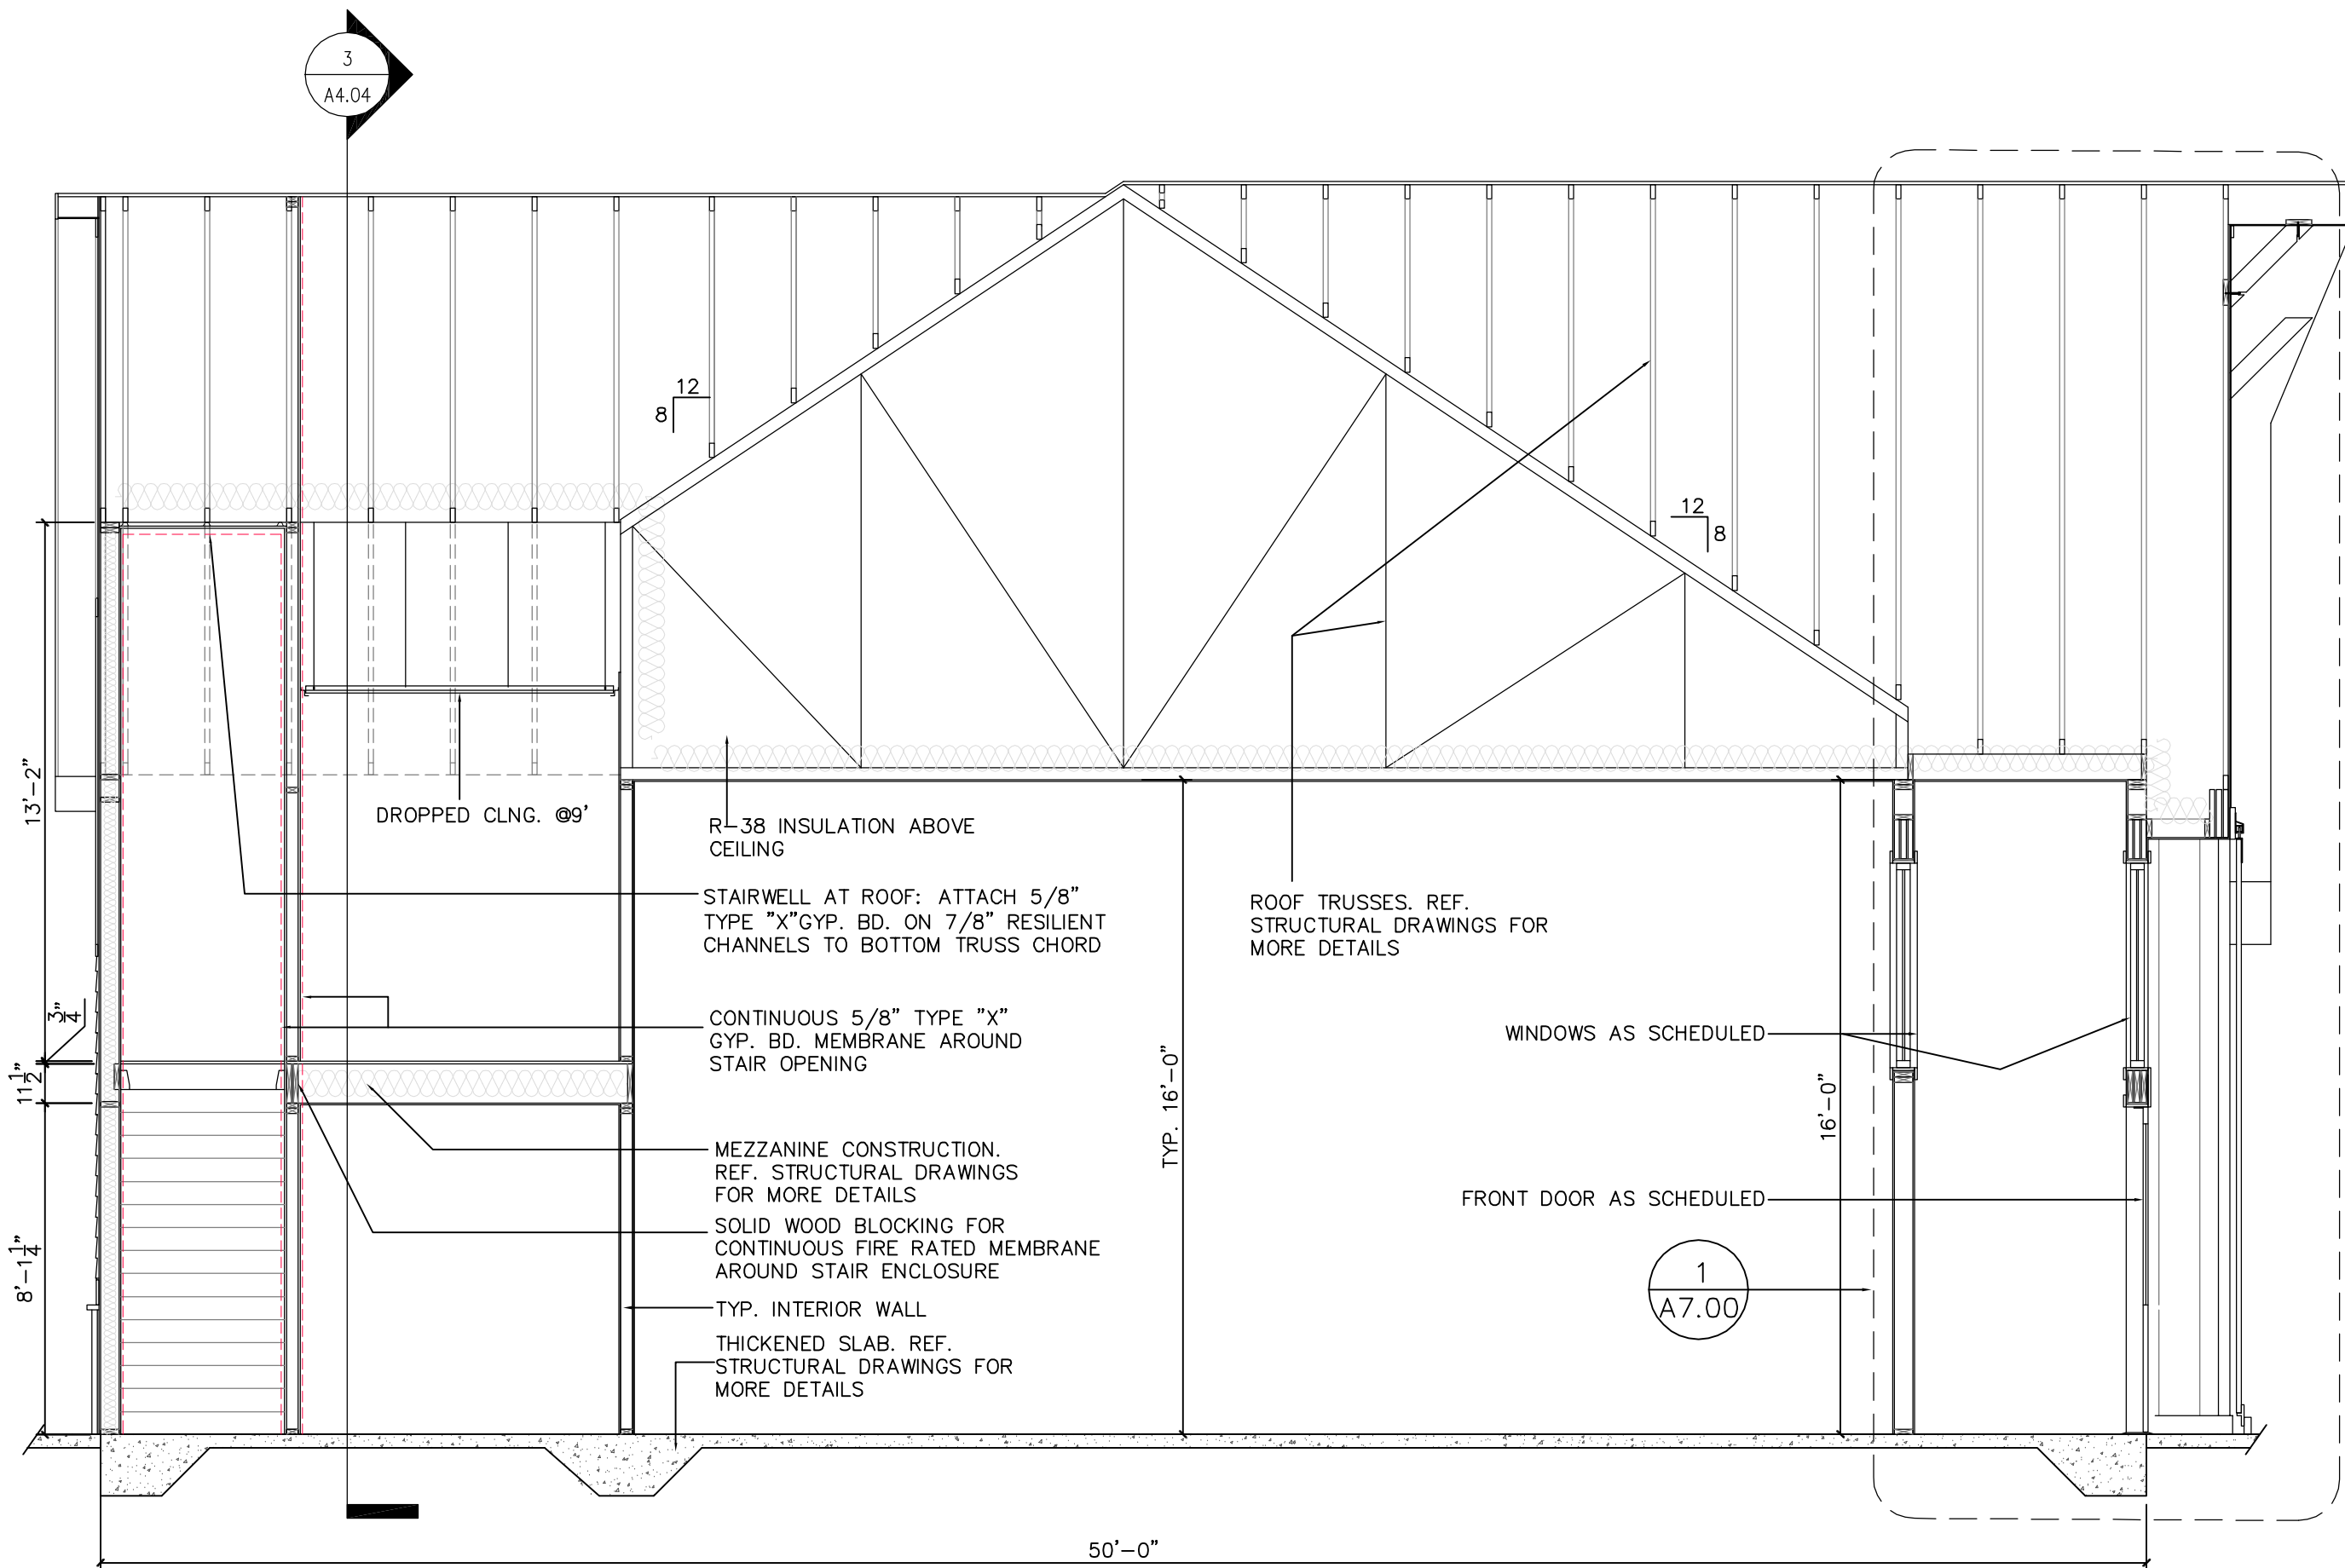 3
A4.04
12
8
12
8
13'-2"
DROPPED CLNG. @9'
R-38 INSULATION ABOVE
CEILING
STAIRWELL AT ROOF: ATTACH 5/8"
TYPE "X"GYP. BD. ON 7/8" RESILIENT
CHANNELS TO BOTTOM TRUSS CHORD
ROOF TRUSSES. REF.
STRUCTURAL DRAWINGS FOR
MORE DETAILS
3/4"
CONTINUOUS 5/8" TYPE "X"
GYP. BD. MEMBRANE AROUND
STAIR OPENING
WINDOWS AS SCHEDULED
11 1/2"
TYP. 16'-0"
16'-0"
MEZZANINE CONSTRUCTION.
REF. STRUCTURAL DRAWINGS
FOR MORE DETAILS
FRONT DOOR AS SCHEDULED
SOLID WOOD BLOCKING FOR
CONTINUOUS FIRE RATED MEMBRANE
AROUND STAIR ENCLOSURE
8'-1 1/4"
1
A7.00
TYP. INTERIOR WALL
THICKENED SLAB. REF.
STRUCTURAL DRAWINGS FOR
MORE DETAILS
50'-0"